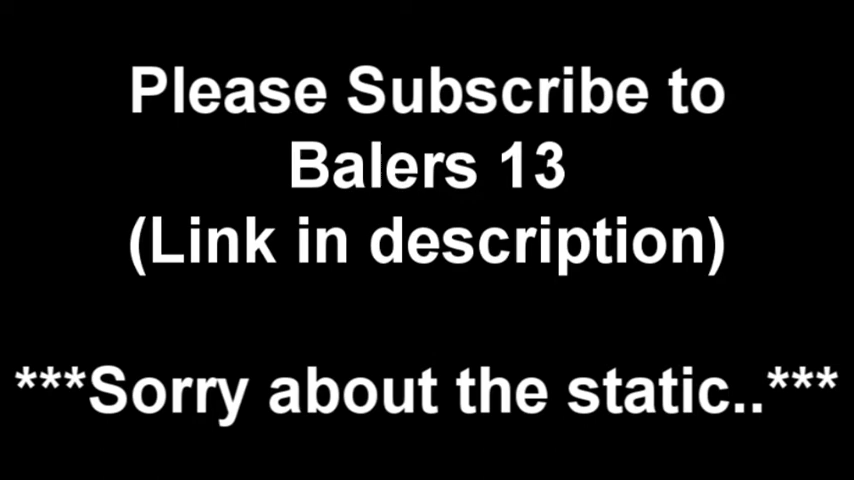 Please Subscribe to
Balers 13
(Link in description)
***Sorry about the static..***